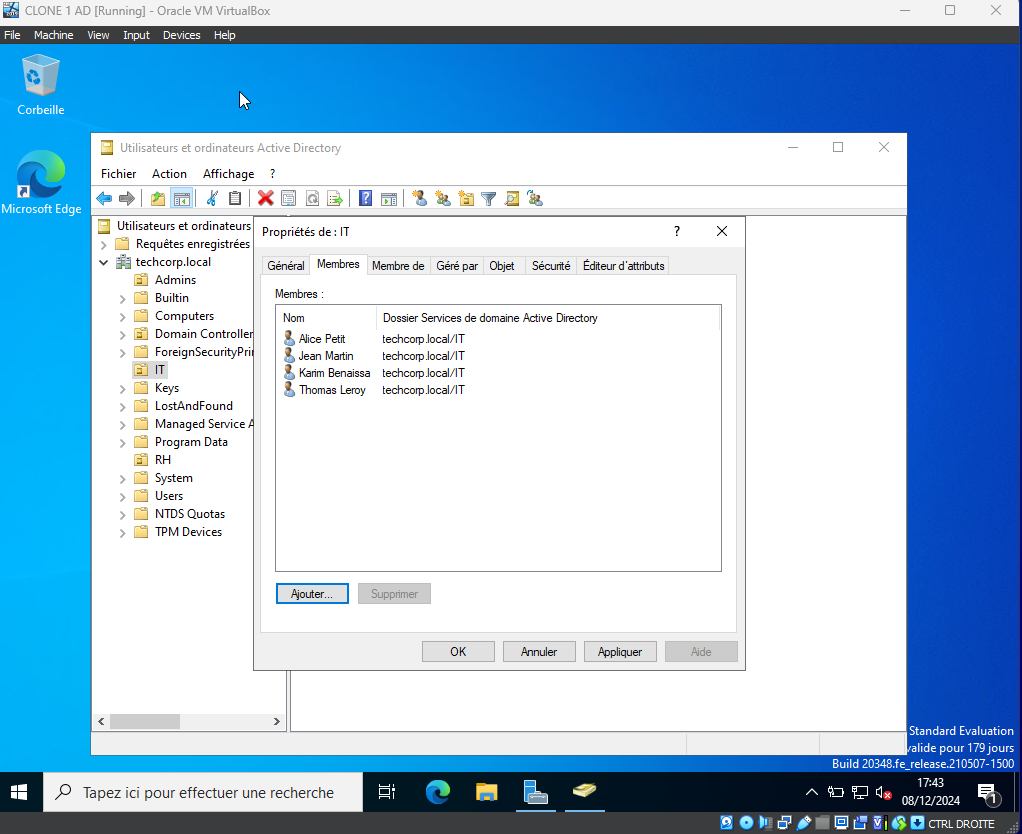 CLONE 1 AD [Running] - Oracle VM VirtualBox
File Machine View Input Devices Help
Corbeille
Microsoft Edge
Utilisateurs et ordinateurs Active Directory
Fichier Action Affichage ?
Utilisateurs et ordinateurs
Requêtes enregistrées
techcorp.local
Admins
Builtin
Computers
Domain Controller
ForeignSecurityPri
IT
Keys
LostAndFound
Managed Service A
Program Data
RH
System
Users
NTDS Quotas
TPM Devices
Propriétés de : IT
?
Général Membres Membre de Géré par Objet Sécurité Éditeur d'attributs
Membres :
Nom Dossier Services de domaine Active Directory
Alice Petit techcorp.local/IT
Jean Martin techcorp.local/IT
Karim Benaissa techcorp.local/IT
Thomas Leroy techcorp.local/IT
Ajouter... Supprimer
OK Annuler Appliquer Aide
Standard Evaluation
valide pour 179 jours
Build 20348.fe_release.210507-1500
Tapez ici pour effectuer une recherche
17:43
08/12/2024
1
CTRL DROITE